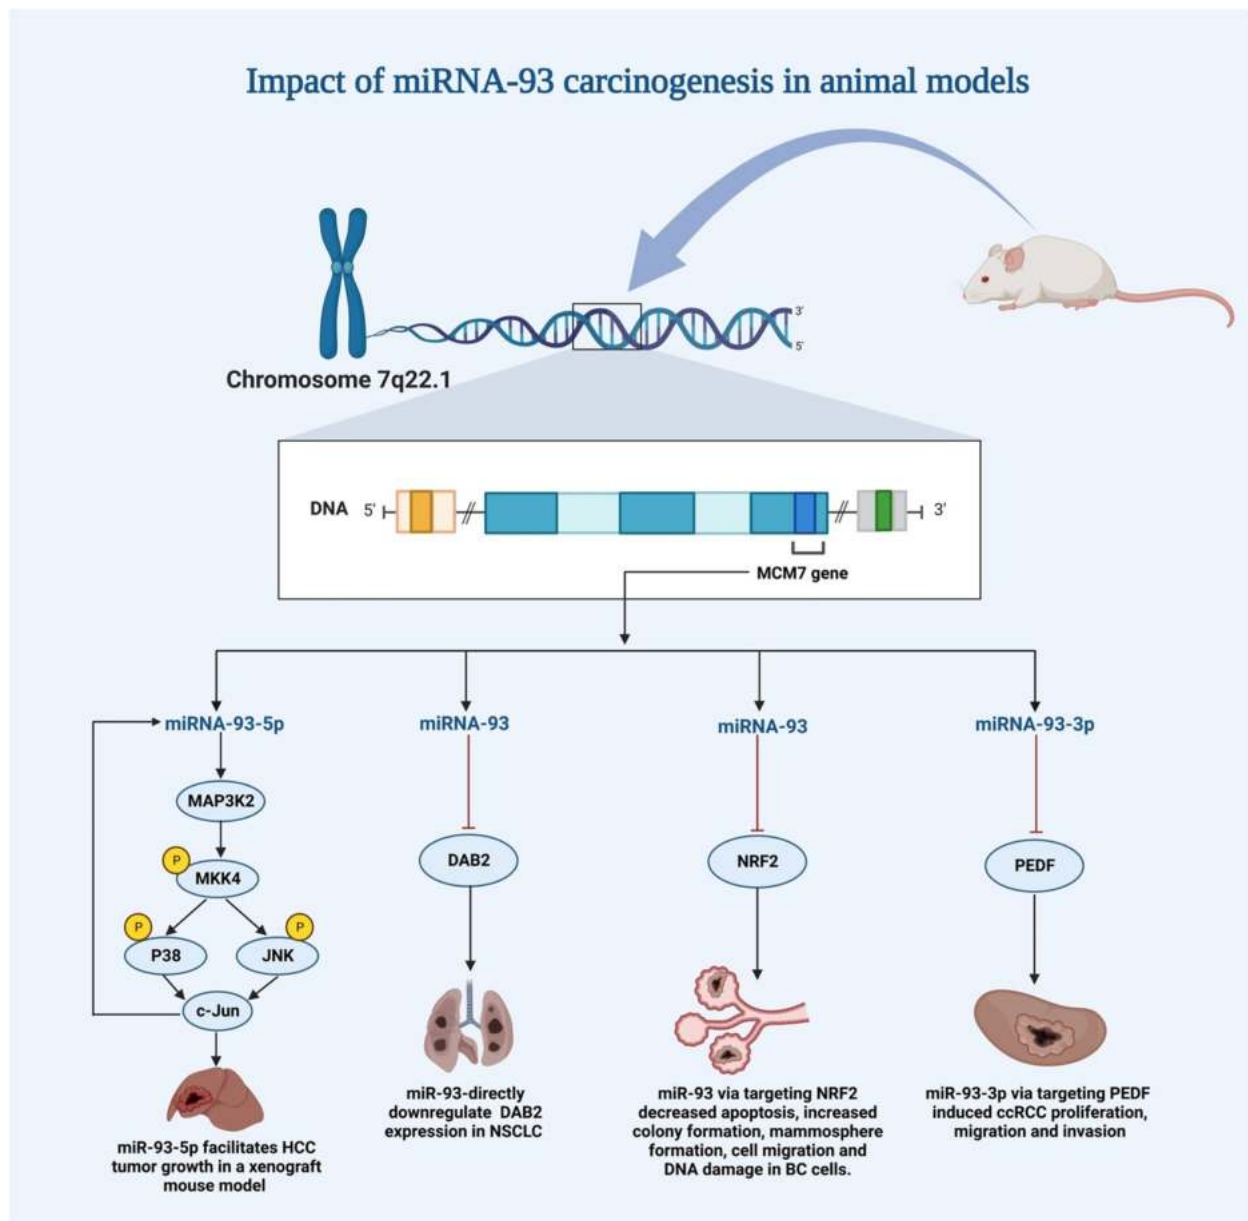 Impact of miRNA-93 carcinogenesis in animal models
3'
5'
Chromosome 7q22.1
DNA 5' 3'
MCM7 gene
miRNA-93-5p
miRNA-93
miRNA-93
miRNA-93-3p
MAP3K2
P
MKK4
P
P
P38
JNK
c-Jun
DAB2
NRF2
PEDF
miR-93-5p facilitates HCC
tumor growth in a xenograft
mouse model
miR-93-directly
downregulate DAB2
expression in NSCLC
miR-93 via targeting NRF2
decreased apoptosis, increased
colony formation, mammosphere
formation, cell migration and
DNA damage in BC cells.
miR-93-3p via targeting PEDF
induced ccRCC proliferation,
migration and invasion